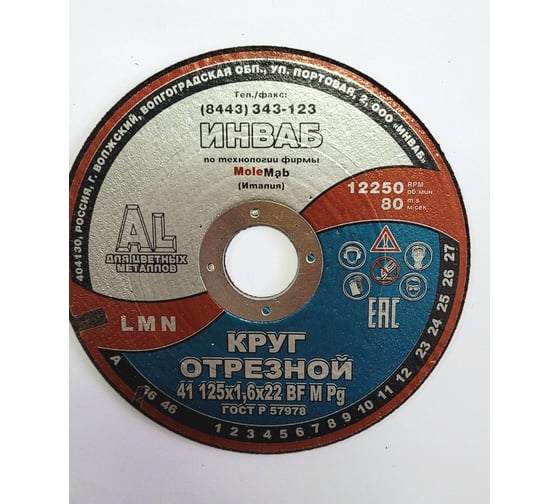 404130, РОССИЯ, Г. ВОЛЖСКИЙ, ВОЛГОГРАДСКАЯ ОБЛ., УЛ. ПОРТОВАЯ, 2, ООО «ИНВАБ»
Тел./факс:
(8443) 343-123
ИНВАБ
по технологии фирмы
MoleMab
(Италия)
12250 RPM об.мин.
80 m/s м.сек.
AL
ДЛЯ ЦВЕТНЫХ
МЕТАЛЛОВ
LMN
EAC
КРУГ
ОТРЕЗНОЙ
41 125x1,6x22 BF M Pg
ГОСТ Р 57978
A 36 46
1 2 3 4 5 6 7 8 9 10 11 12 23 24 25 26 27